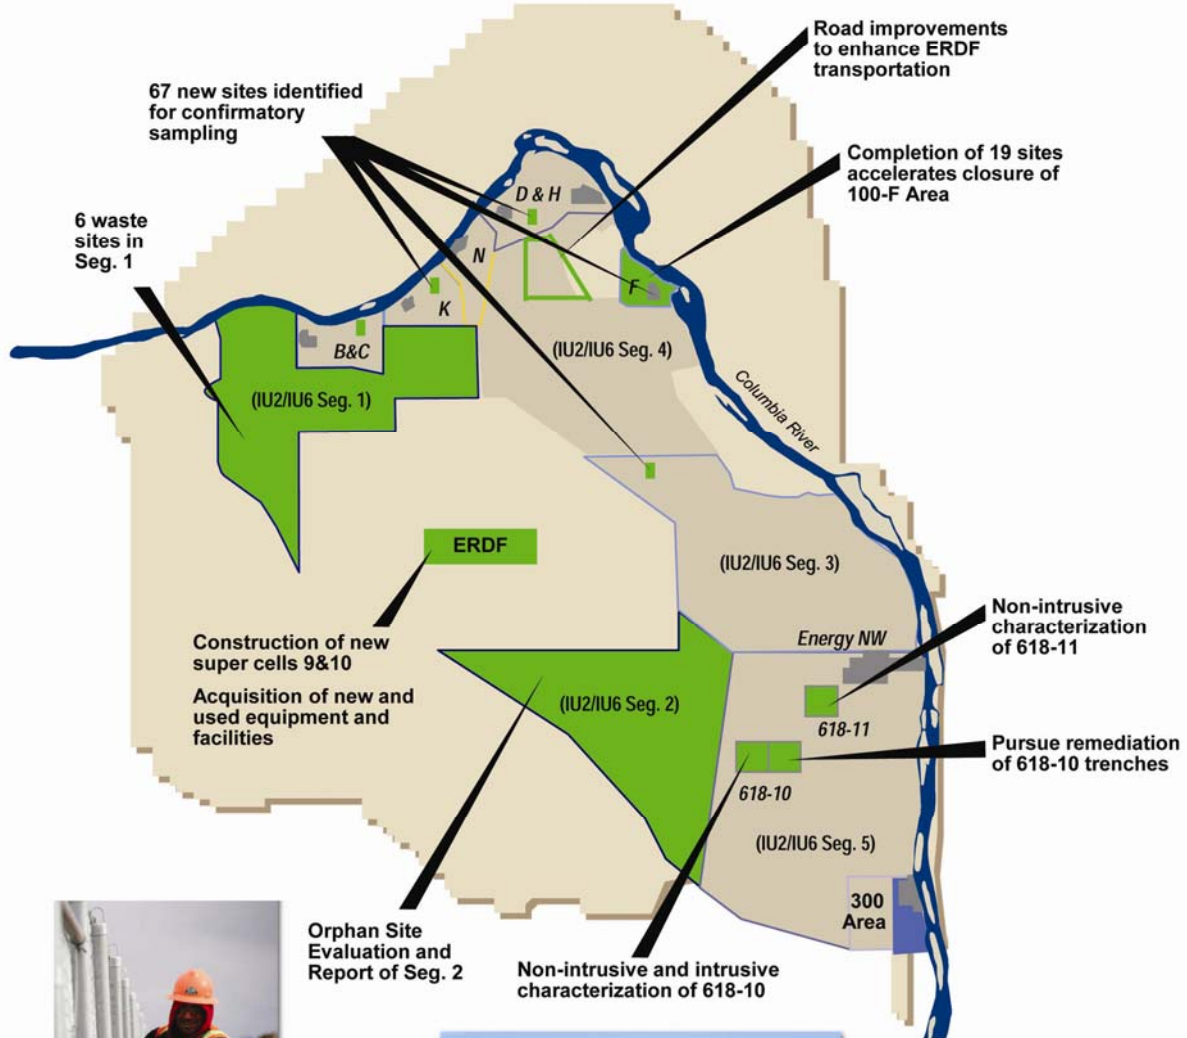 Road improvements
to enhance ERDF
transportation
67 new sites identified
for confirmatory
sampling
Completion of 19 sites
accelerates closure of
100-F Area
6 waste
sites in
Seg. 1
D & H
N
F
K
B&C
(IU2/IU6 Seg. 4)
(IU2/IU6 Seg. 1)
Columbia River
ERDF
(IU2/IU6 Seg. 3)
Non-intrusive
characterization
of 618-11
Construction of new
super cells 9&10
Acquisition of new and
used equipment and
facilities
Energy NW
(IU2/IU6 Seg. 2)
618-11
Pursue remediation
of 618-10 trenches
618-10
(IU2/IU6 Seg. 5)
300
Area
Orphan Site
Evaluation and
Report of Seg. 2
Non-intrusive and intrusive
characterization of 618-10